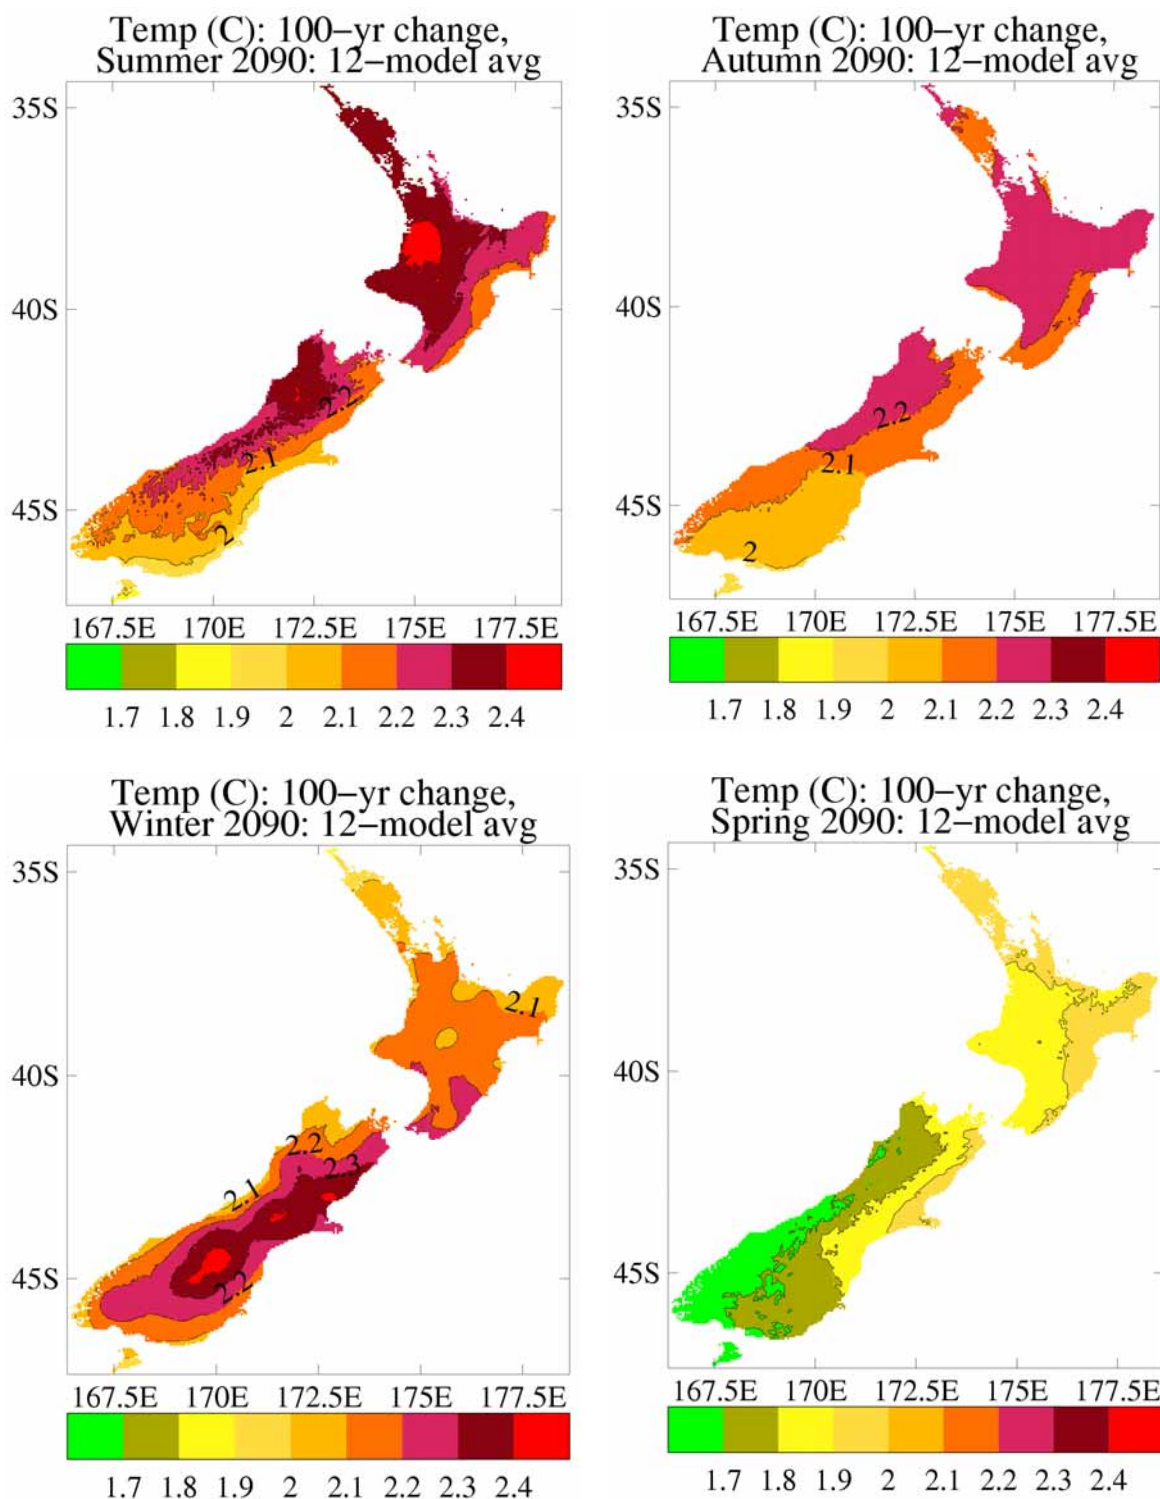 Temp (C): 100−yr change,
Summer 2090: 12−model avg
35S
40S
45S
2.2
2.1
2
167.5E 170E 172.5E 175E 177.5E
1.7 1.8 1.9 2 2.1 2.2 2.3 2.4
Temp (C): 100−yr change,
Autumn 2090: 12−model avg
35S
40S
45S
2.2
2.1
2
167.5E 170E 172.5E 175E 177.5E
1.7 1.8 1.9 2 2.1 2.2 2.3 2.4
Temp (C): 100−yr change,
Winter 2090: 12−model avg
35S
40S
45S
2.1
2.2
2.3
2.1
2.2
167.5E 170E 172.5E 175E 177.5E
1.7 1.8 1.9 2 2.1 2.2 2.3 2.4
Temp (C): 100−yr change,
Spring 2090: 12−model avg
35S
40S
45S
167.5E 170E 172.5E 175E 177.5E
1.7 1.8 1.9 2 2.1 2.2 2.3 2.4